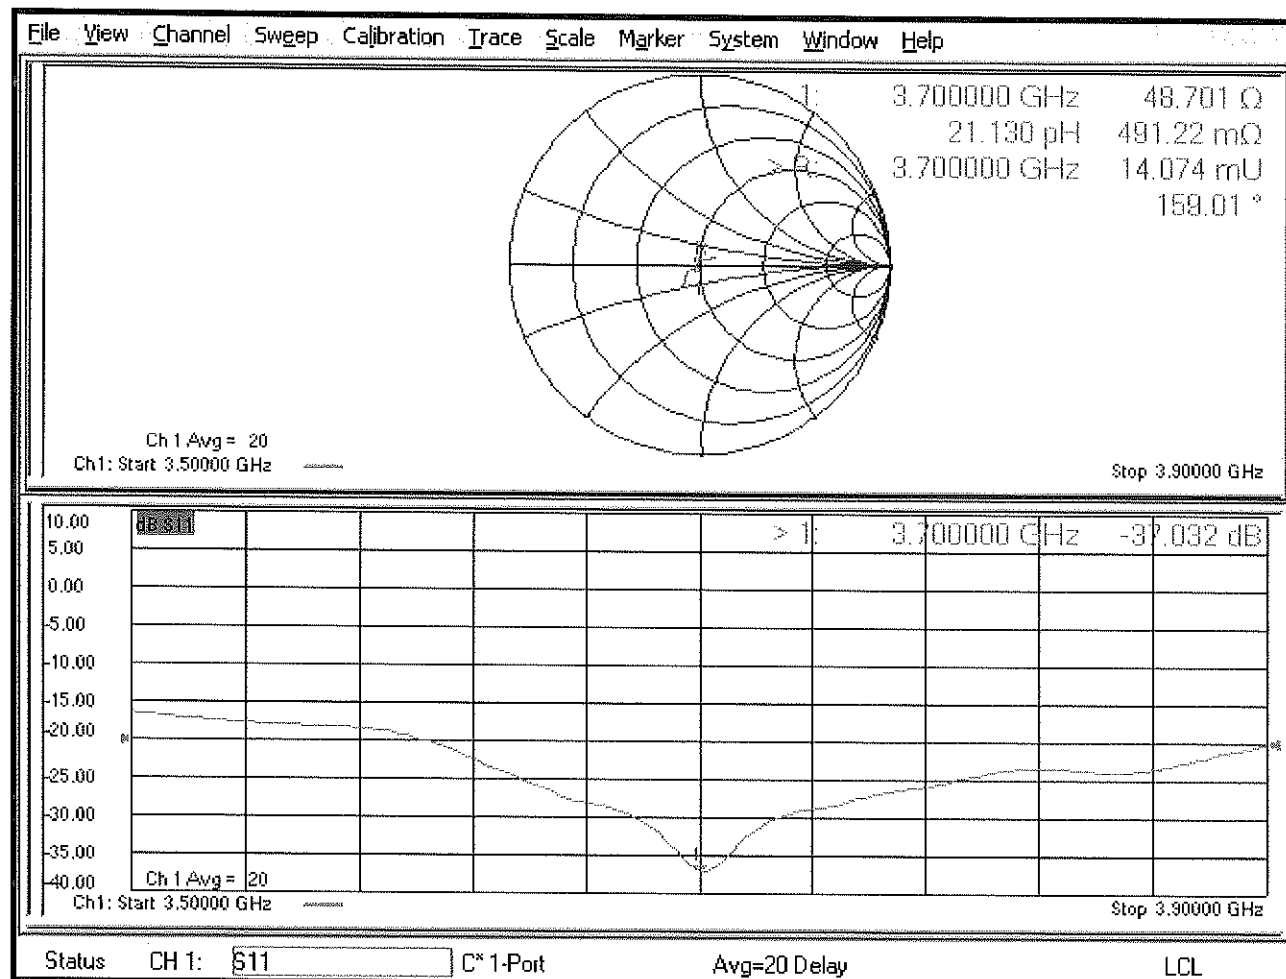 File View Channel Sweep Calibration Trace Scale Marker System Window Help
1: 3.700000 GHz 48.701 Ω
21.130 pH 491.22 mΩ
> 2: 3.700000 GHz 14.074 mU
159.01 °
Ch 1 Avg = 20
Ch1: Start 3.50000 GHz
Stop 3.90000 GHz
10.00 dB S11 > 1: 3.700000 GHz -37.032 dB
5.00
0.00
-5.00
-10.00
-15.00
-20.00
-25.00
-30.00
-35.00 1
-40.00 Ch 1 Avg = 20
Ch1: Start 3.50000 GHz
Stop 3.90000 GHz
Status CH 1: S11 C* 1-Port Avg=20 Delay LCL